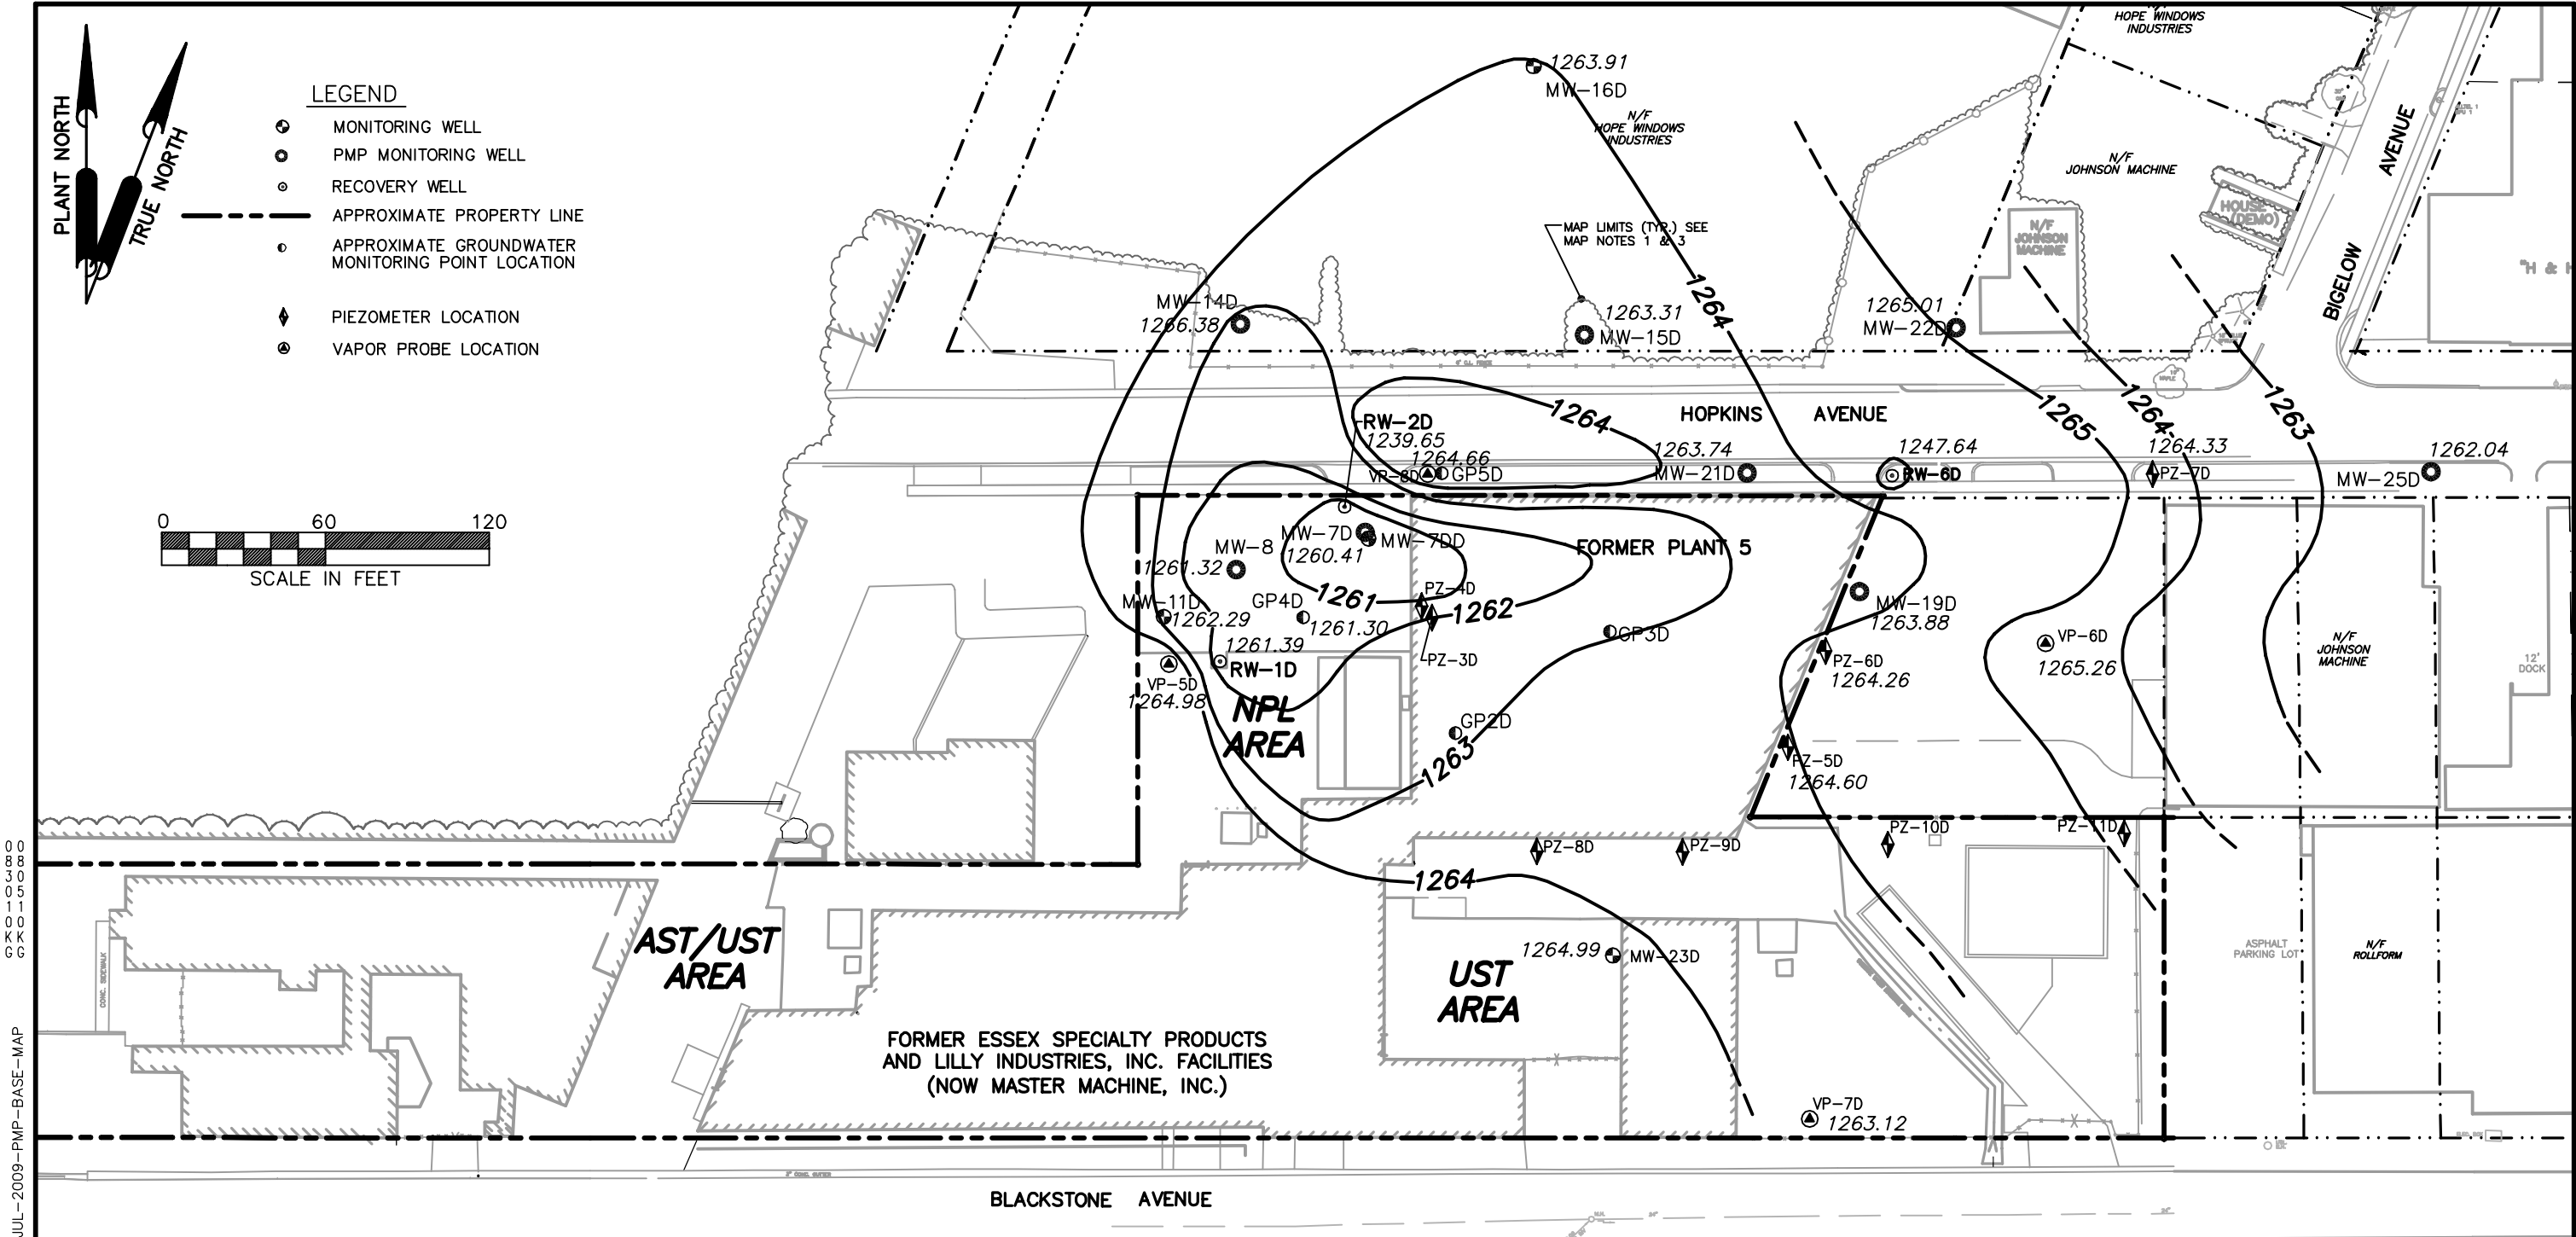 PLANT NORTH
TRUE NORTH
LEGEND
MONITORING WELL
PMP MONITORING WELL
RECOVERY WELL
APPROXIMATE PROPERTY LINE
APPROXIMATE GROUNDWATER
MONITORING POINT LOCATION
PIEZOMETER LOCATION
VAPOR PROBE LOCATION
0 60 120
SCALE IN FEET
HOPE WINDOWS
INDUSTRIES
1263.91
MW-16D
N/F
HOPE WINDOWS
INDUSTRIES
N/F
JOHNSON MACHINE
HOUSE
(DEMO)
N/F
JOHNSON
MACHINE
BIGELOW AVENUE
"H & H
MAP LIMITS (TYP.) SEE
MAP NOTES 1 & 3
1264
MW-14D
1266.38
1263.31
MW-15D
1265.01
MW-22D
1265
1264
1263
HOPKINS AVENUE
1264
RW-2D
1239.65
1264.66
VP-8D
GP5D
1263.74
MW-21D
1247.64
RW-6D
1264.33
PZ-7D
1262.04
MW-25D
MW-7D
MW-7DD
1260.41
MW-8
1261.32
FORMER PLANT 5
MW-11D
1262.29
GP4D
1261.30
1261
PZ-4D
1262
PZ-3D
GP3D
1261.39
RW-1D
VP-5D
1264.98
NPL
AREA
GP2D
1263
MW-19D
1263.88
PZ-6D
1264.26
PZ-5D
1264.60
VP-6D
1265.26
N/F
JOHNSON
MACHINE
12'
DOCK
PZ-8D
PZ-9D
PZ-10D
PZ-11D
1264
AST/UST
AREA
1264.99
MW-23D
UST
AREA
ASPHALT
PARKING LOT
N/F
ROLLFORM
CONC. SIDEWALK
FORMER ESSEX SPECIALTY PRODUCTS
AND LILLY INDUSTRIES, INC. FACILITIES
(NOW MASTER MACHINE, INC.)
VP-7D
1263.12
BLACKSTONE AVENUE
0083010KG
080510KG
JUL-2009-PMP-BASE-MAP